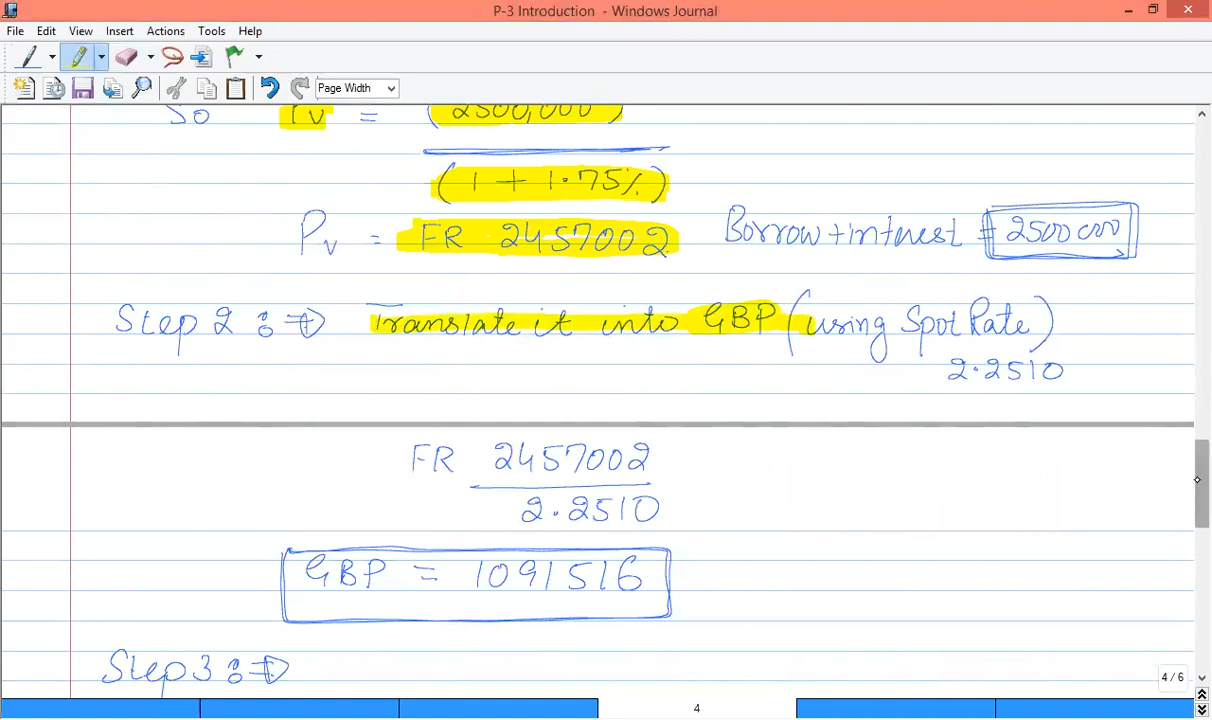 P-3 Introduction - Windows Journal
File Edit View Insert Actions Tools Help
Page Width
So Pv = (2500,000)
(1 + 1.75%)
Pv = FR 2457002 Borrow + interest = 2500 000
Step 2 :⇒ Translate it into GBP (using Spot Rate)
2.2510
FR 2457002
2.2510
GBP = 1091516
Step 3 :⇒
4 / 6
4